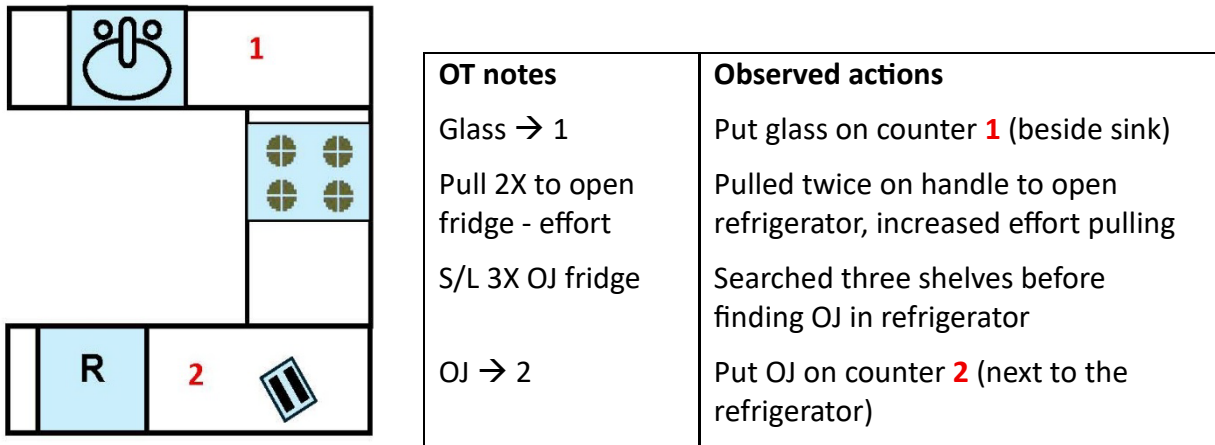 1
R
2
OT notes
Observed actions
Glass → 1
Put glass on counter 1 (beside sink)
Pull 2X to open
fridge - effort
Pulled twice on handle to open
refrigerator, increased effort pulling
S/L 3X OJ fridge
Searched three shelves before
finding OJ in refrigerator
OJ → 2
Put OJ on counter 2 (next to the
refrigerator)